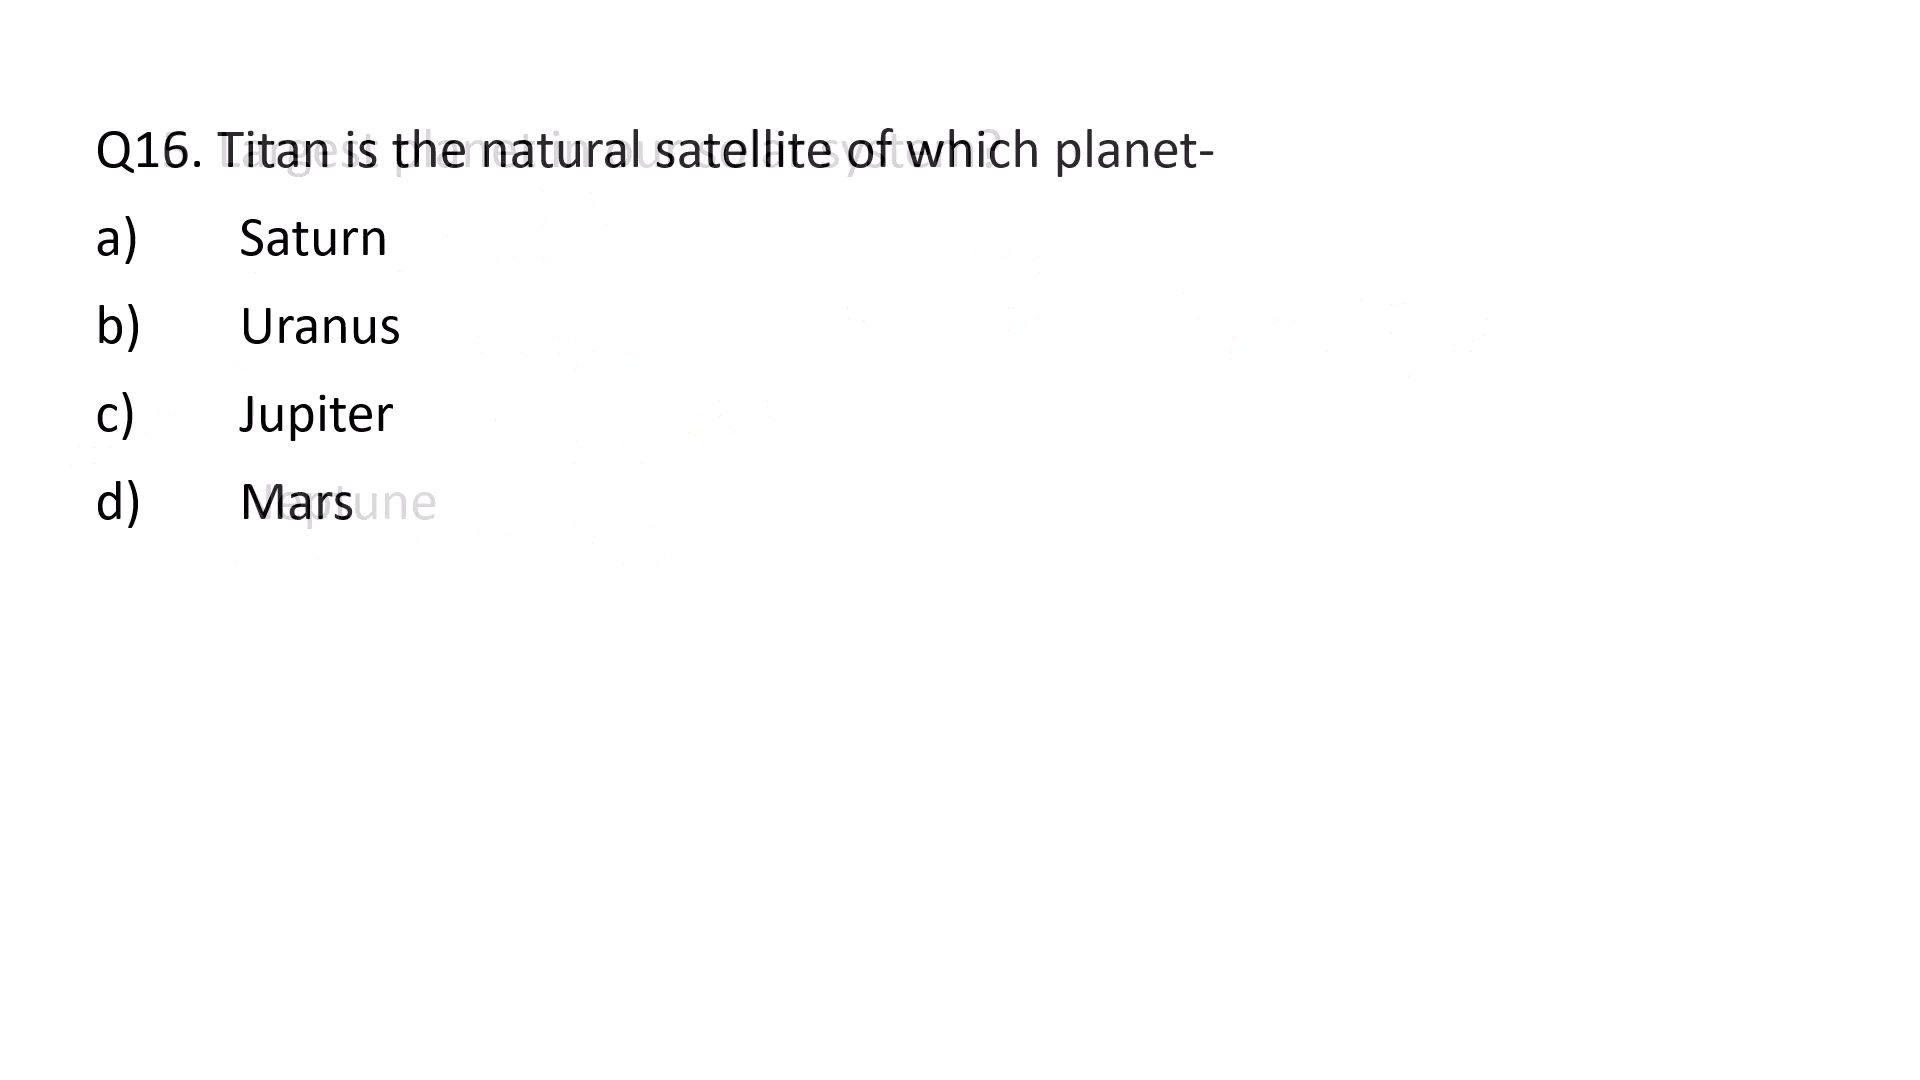 Q16. Titan is the natural satellite of which planet-
a) Saturn
b) Uranus
c) Jupiter
d) Mars